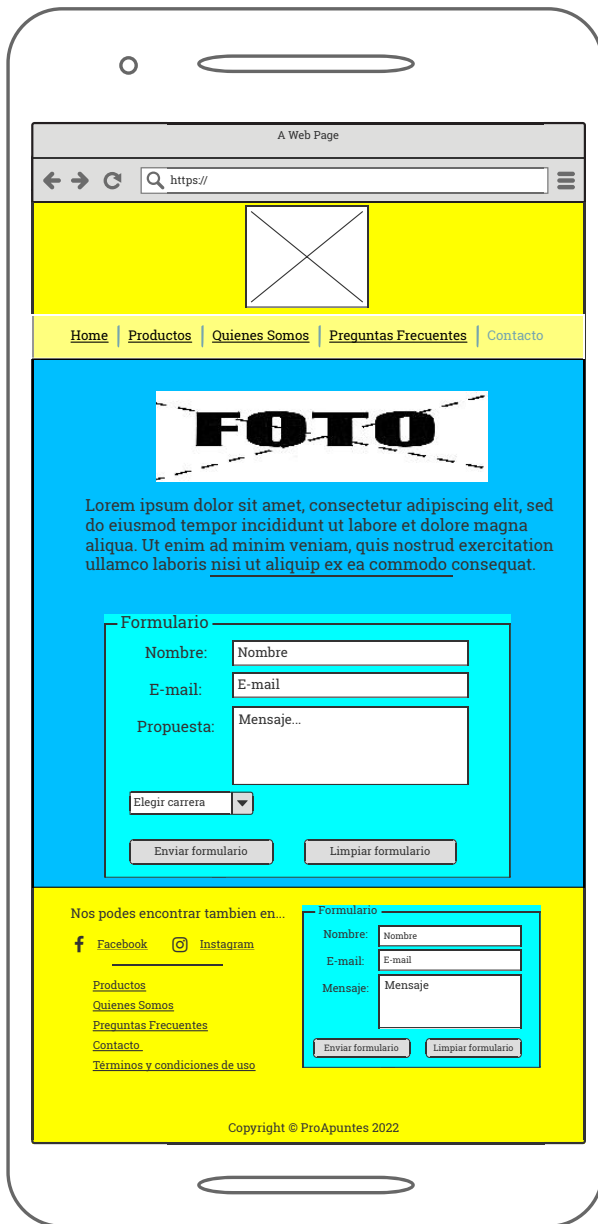 A Web Page
https://
Home Productos Quienes Somos Preguntas Frecuentes Contacto
FOTO
Lorem ipsum dolor sit amet, consectetur adipiscing elit, sed
do eiusmod tempor incididunt ut labore et dolore magna
aliqua. Ut enim ad minim veniam, quis nostrud exercitation
ullamco laboris nisi ut aliquip ex ea commodo consequat.
Formulario
Nombre: Nombre
E-mail: E-mail
Propuesta: Mensaje...
Elegir carrera
Enviar formulario Limpiar formulario
Nos podes encontrar tambien en...
Facebook Instagram
Productos
Quienes Somos
Preguntas Frecuentes
Contacto
Términos y condiciones de uso
Formulario
Nombre: Nombre
E-mail: E-mail
Mensaje: Mensaje
Enviar formulario Limpiar formulario
Copyright © ProApuntes 2022